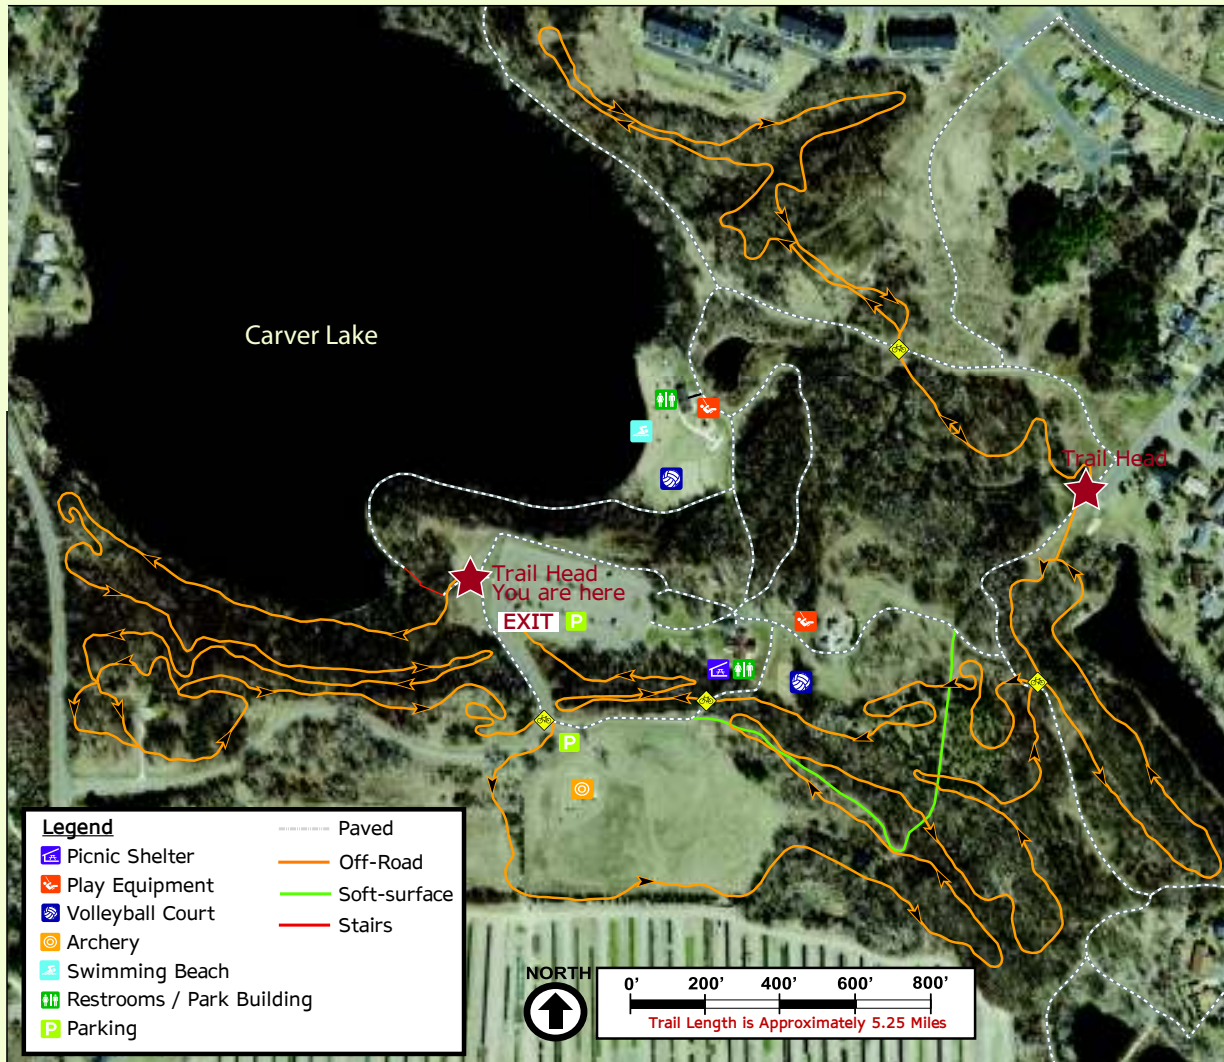 Carver Lake
Trail Head
Trail Head
You are here
EXIT
P
P
Legend
Picnic Shelter
Play Equipment
Volleyball Court
Archery
Swimming Beach
Restrooms / Park Building
P Parking
Paved
Off-Road
Soft-surface
Stairs
NORTH
0' 200' 400' 600' 800'
Trail Length is Approximately 5.25 Miles